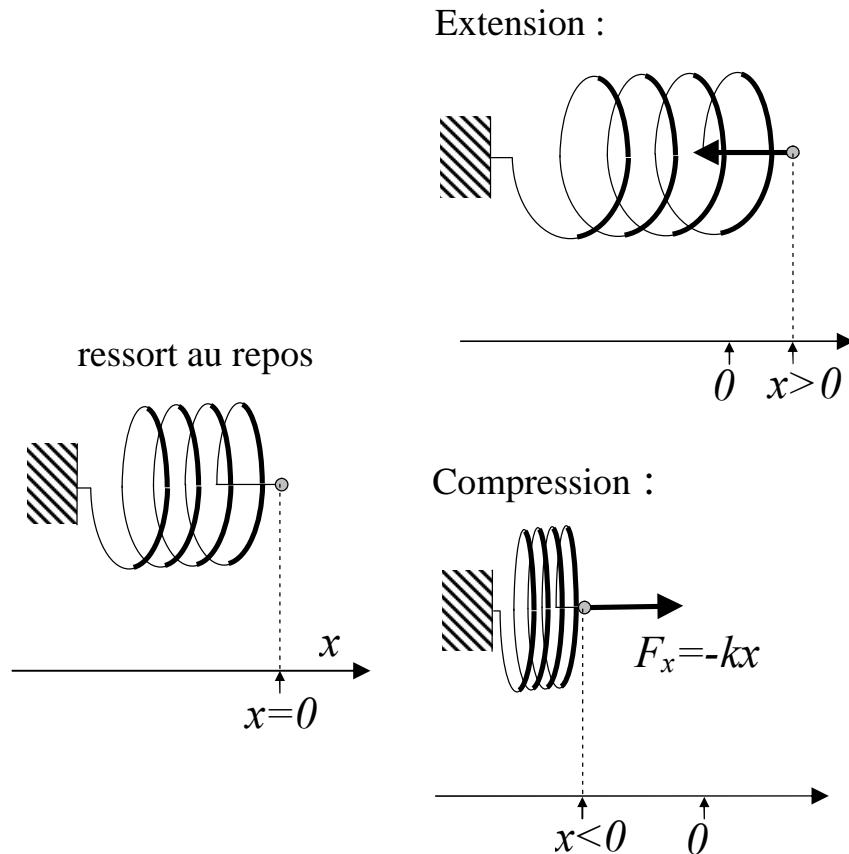 Extension :
0 x>0
ressort au repos
x
x=0
Compression :
F_x=-kx
x<0 0